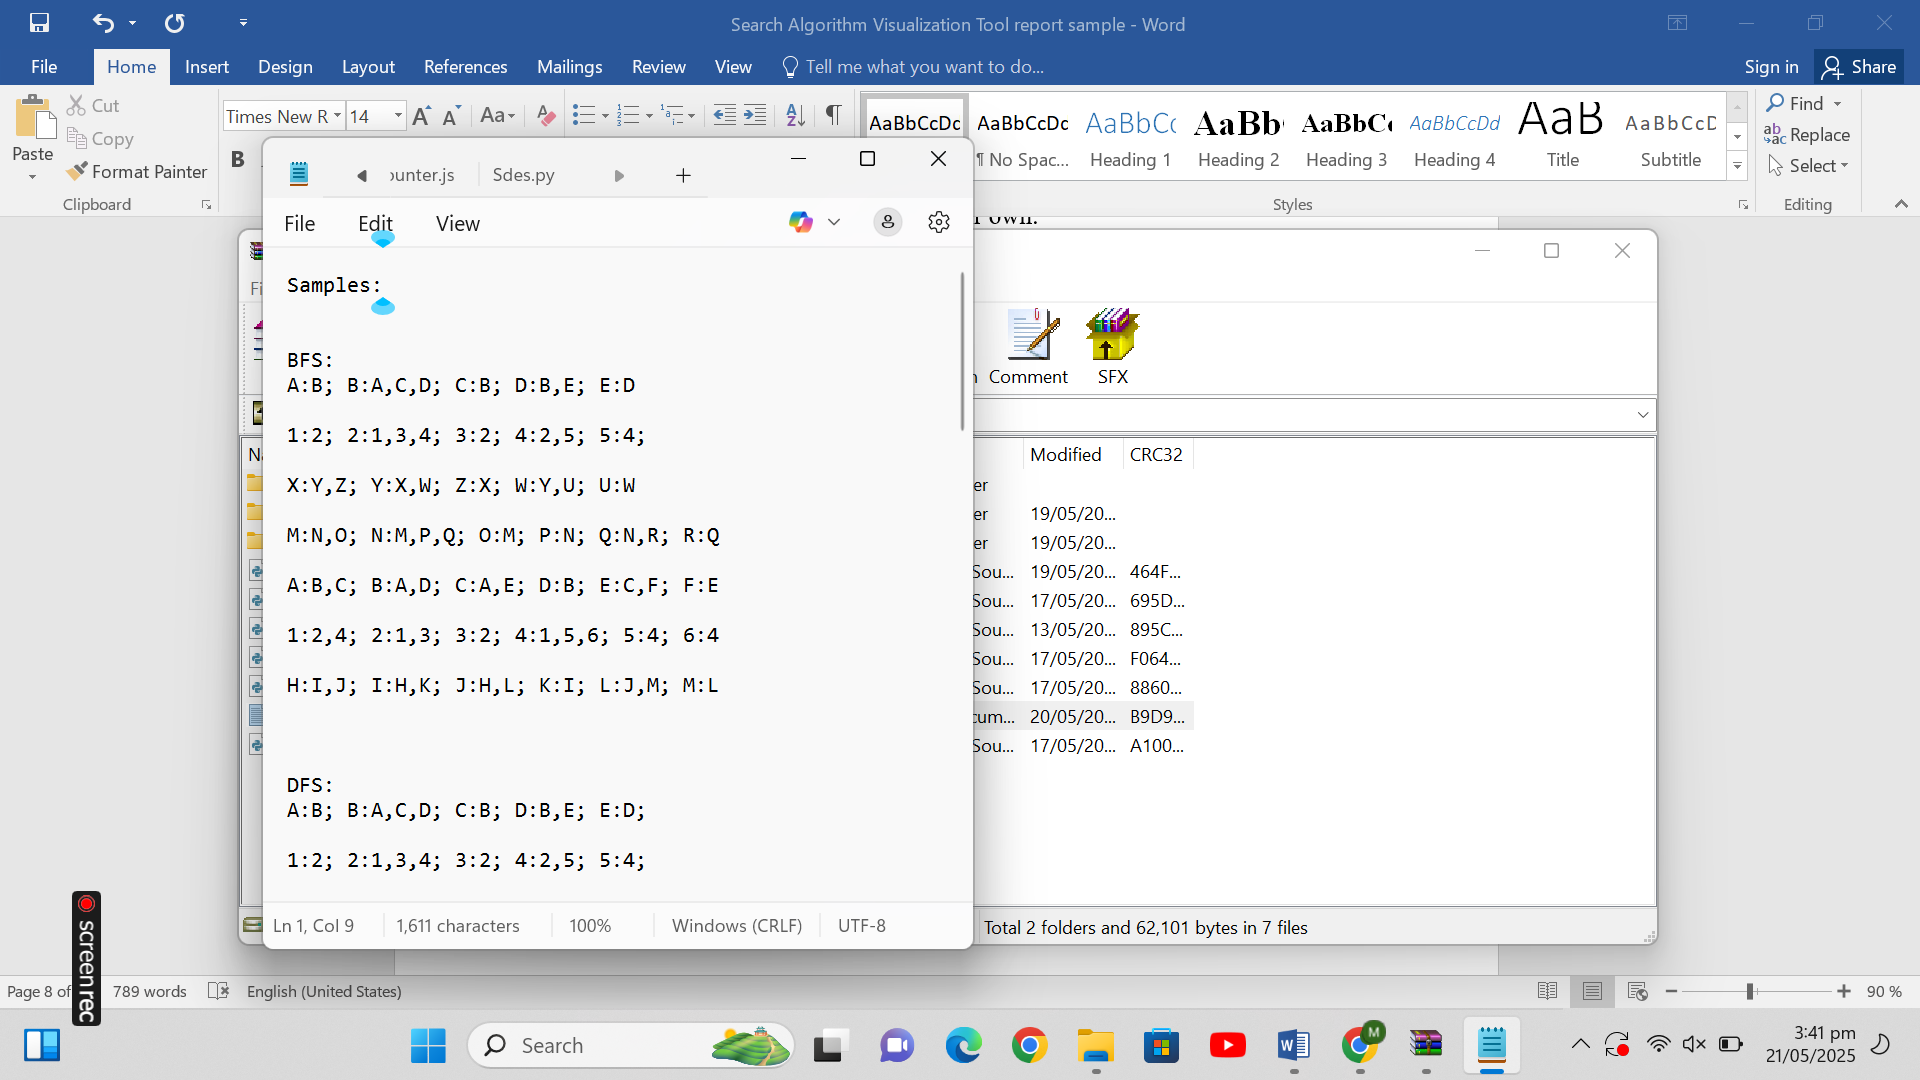 Search Algorithm Visualization Tool report sample - Word
File Home Insert Design Layout References Mailings Review View Tell me what you want to do... Sign in Share
Paste
Cut
Copy
Format Painter
Clipboard
Times New R 14
B
AaBbCcDc AaBbCcDc AaBbCc AaBb AaBbCc AaBbCcDd AaB AaBbCcD
¶ No Spac... Heading 1 Heading 2 Heading 3 Heading 4 Title Subtitle
Styles
Find
Replace
Select
Editing
own.
ounter.js Sdes.py
File Edit View
Samples:
BFS:
A:B; B:A,C,D; C:B; D:B,E; E:D
1:2; 2:1,3,4; 3:2; 4:2,5; 5:4;
X:Y,Z; Y:X,W; Z:X; W:Y,U; U:W
M:N,O; N:M,P,Q; O:M; P:N; Q:N,R; R:Q
A:B,C; B:A,D; C:A,E; D:B; E:C,F; F:E
1:2,4; 2:1,3; 3:2; 4:1,5,6; 5:4; 6:4
H:I,J; I:H,K; J:H,L; K:I; L:J,M; M:L
DFS:
A:B; B:A,C,D; C:B; D:B,E; E:D;
1:2; 2:1,3,4; 3:2; 4:2,5; 5:4;
Ln 1, Col 9 1,611 characters 100% Windows (CRLF) UTF-8
Comment SFX
Modified CRC32
er
er 19/05/20...
er 19/05/20...
Sou... 19/05/20... 464F...
Sou... 17/05/20... 695D...
Sou... 13/05/20... 895C...
Sou... 17/05/20... F064...
Sou... 17/05/20... 8860...
cum... 20/05/20... B9D9...
Sou... 17/05/20... A100...
Total 2 folders and 62,101 bytes in 7 files
screenrec
Page 8 of 789 words English (United States) 90 %
Search
M
3:41 pm
21/05/2025